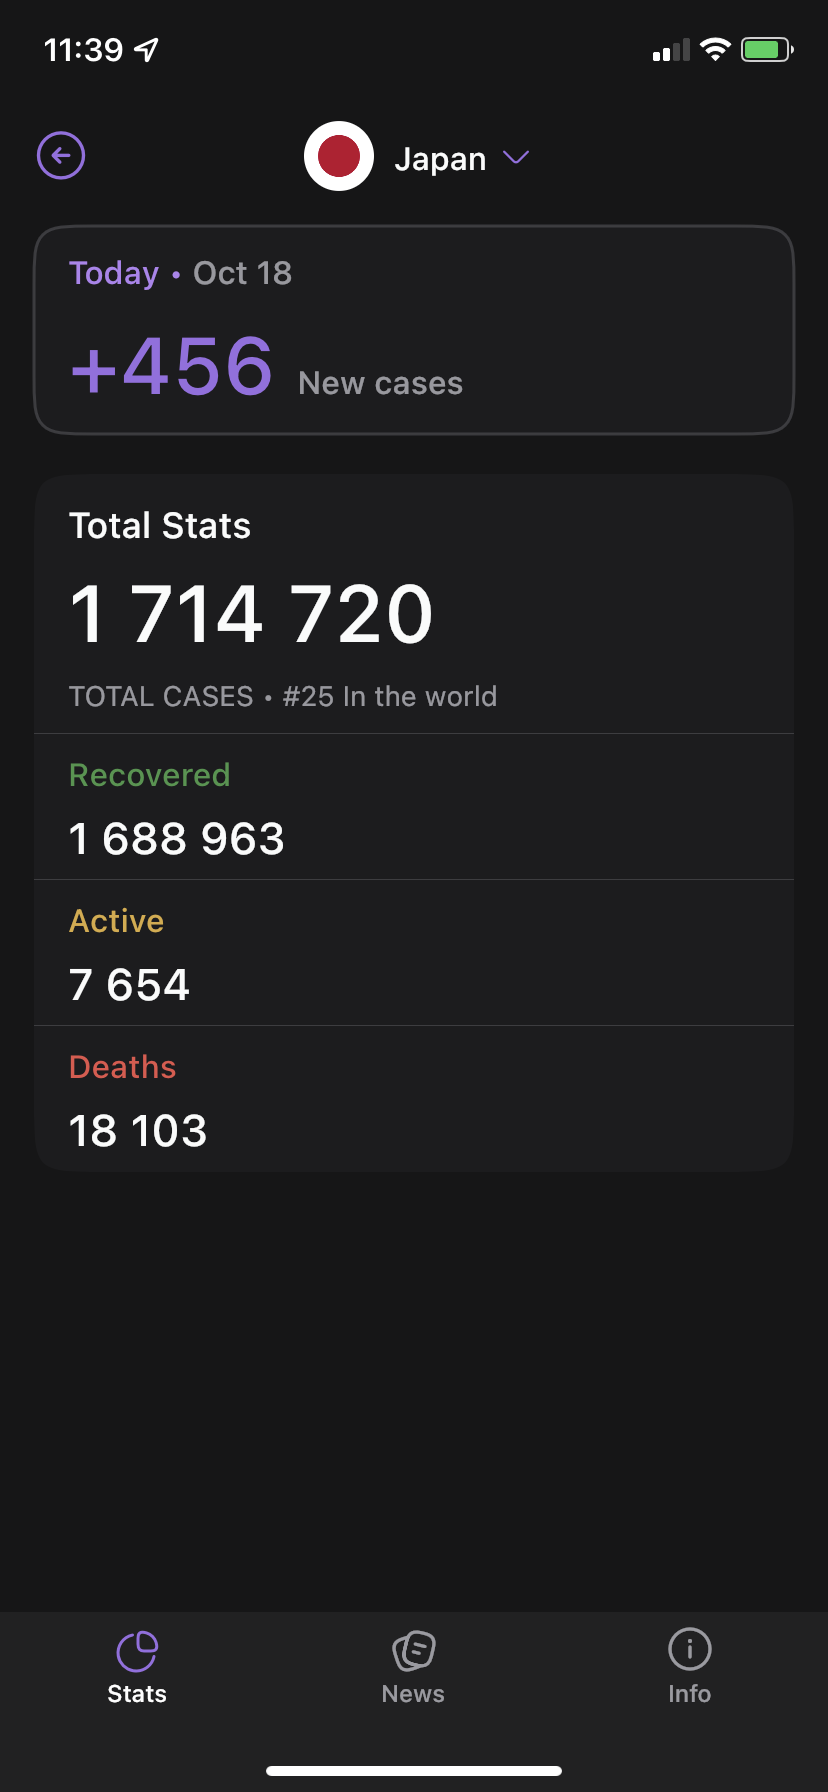 11:39
Japan
Today • Oct 18
+456 New cases
Total Stats
1 714 720
TOTAL CASES • #25 In the world
Recovered
1 688 963
Active
7 654
Deaths
18 103
Stats News Info